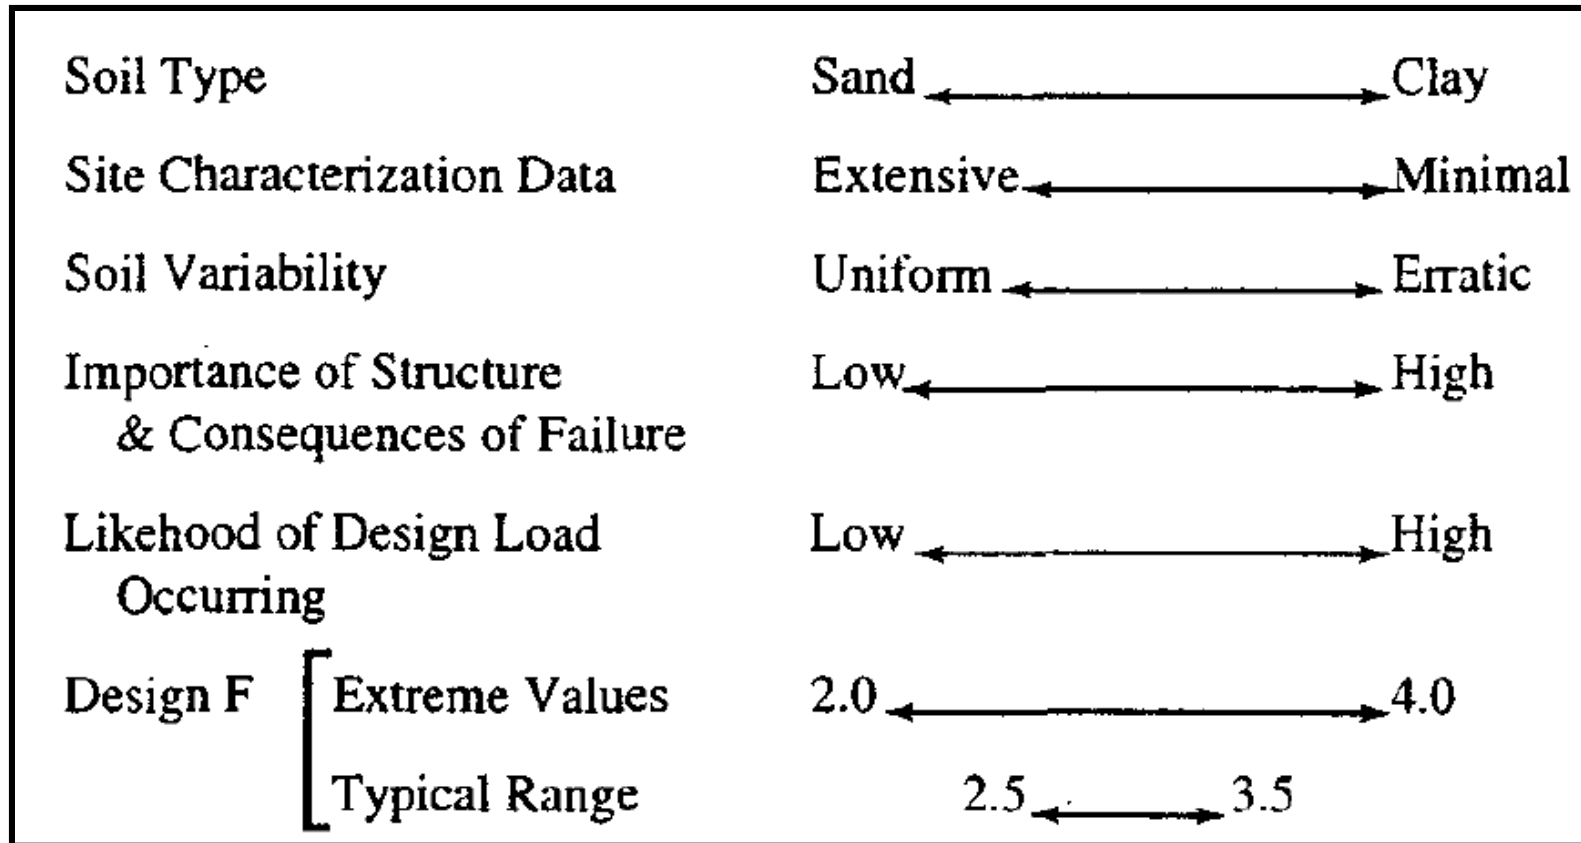 Soil Type Sand Clay
Site Characterization Data Extensive Minimal
Soil Variability Uniform Erratic
Importance of Structure Low High
& Consequences of Failure
Likehood of Design Load Low High
Occurring
Design F Extreme Values 2.0 4.0
Typical Range 2.5 3.5